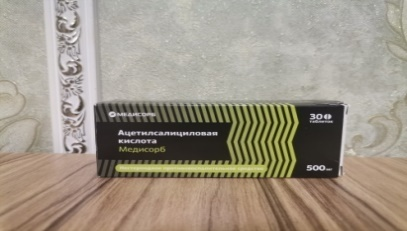 МЕДИСОРБ
30
таблеток
Ацетилсалициловая
кислота
Медисорб
500 мг